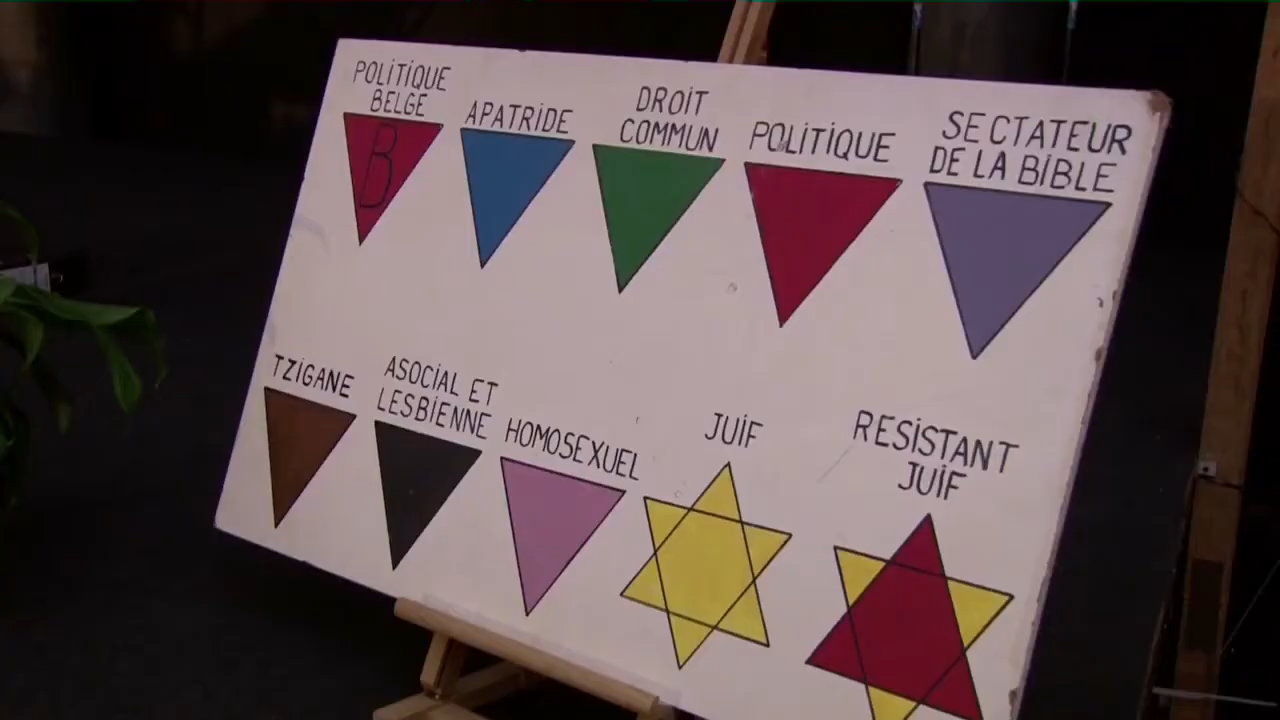 POLITIQUE
BELGE
B
APATRIDE
DROIT
COMMUN
POLITIQUE
SECTATEUR
DE LA BIBLE
TZIGANE
ASOCIAL ET
LESBIENNE
HOMOSEXUEL
JUIF
RESISTANT
JUIF